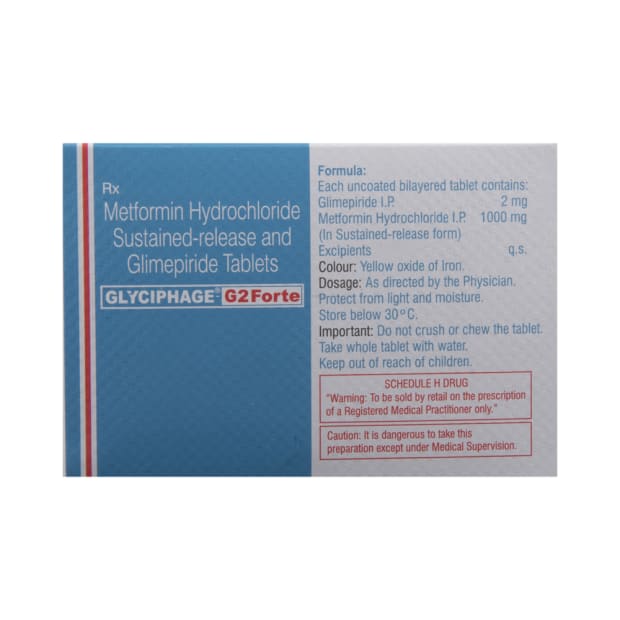 Rx
Metformin Hydrochloride
Sustained-release and
Glimepiride Tablets
GLYCIPHAGE® G2Forte
Formula:
Each uncoated bilayered tablet contains:
Glimepiride I.P. 2 mg
Metformin Hydrochloride I.P. 1000 mg
(In Sustained-release form)
Excipients q.s.
Colour: Yellow oxide of Iron.
Dosage: As directed by the Physician.
Protect from light and moisture.
Store below 30°C.
Important: Do not crush or chew the tablet.
Take whole tablet with water.
Keep out of reach of children.
SCHEDULE H DRUG
"Warning: To be sold by retail on the prescription
of a Registered Medical Practitioner only."
Caution: It is dangerous to take this
preparation except under Medical Supervision.